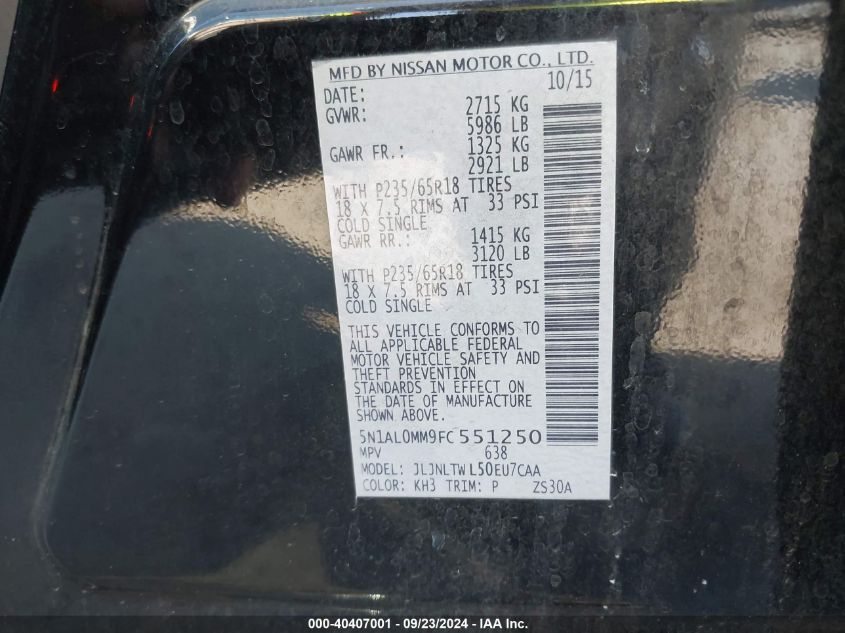 MFD BY NISSAN MOTOR CO., LTD.
DATE: 10/15
GVWR: 2715 KG
5986 LB
GAWR FR.: 1325 KG
2921 LB
WITH P235/65R18 TIRES
18 X 7.5 RIMS AT 33 PSI
COLD SINGLE
GAWR RR.: 1415 KG
3120 LB
WITH P235/65R18 TIRES
18 X 7.5 RIMS AT 33 PSI
COLD SINGLE
THIS VEHICLE CONFORMS TO
ALL APPLICABLE FEDERAL
MOTOR VEHICLE SAFETY AND
THEFT PREVENTION
STANDARDS IN EFFECT ON
THE DATE OF MANUFACTURE
SHOWN ABOVE.
5N1AL0MM9FC551250
MPV 638
MODEL: JLJNLTWL50EU7CAA
COLOR: KH3 TRIM: P ZS30A
000-40407001 - 09/23/2024 - IAA Inc.